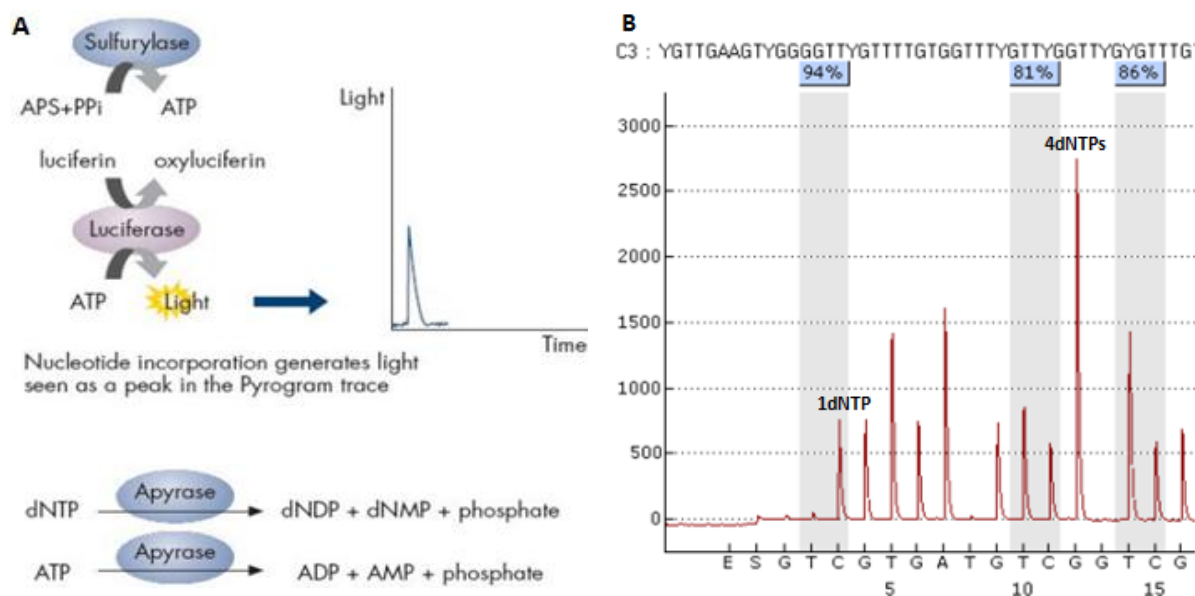 A
Sulfurylase
APS+PPi ATP
luciferin oxyluciferin
Luciferase
ATP Light
Light
Time
Nucleotide incorporation generates light
seen as a peak in the Pyrogram trace
dNTP Apyrase dNDP + dNMP + phosphate
ATP Apyrase ADP + AMP + phosphate
B
C3 : YGTTGAAGTYGGGGTTYGTTTTGTGGTTTYGTTYGGTTYGYGTTTGT
94% 81% 86%
4dNTPs
1dNTP
3000
2500
2000
1500
1000
500
0
E S G T C G T G A T G T C G G T C G
5 10 15